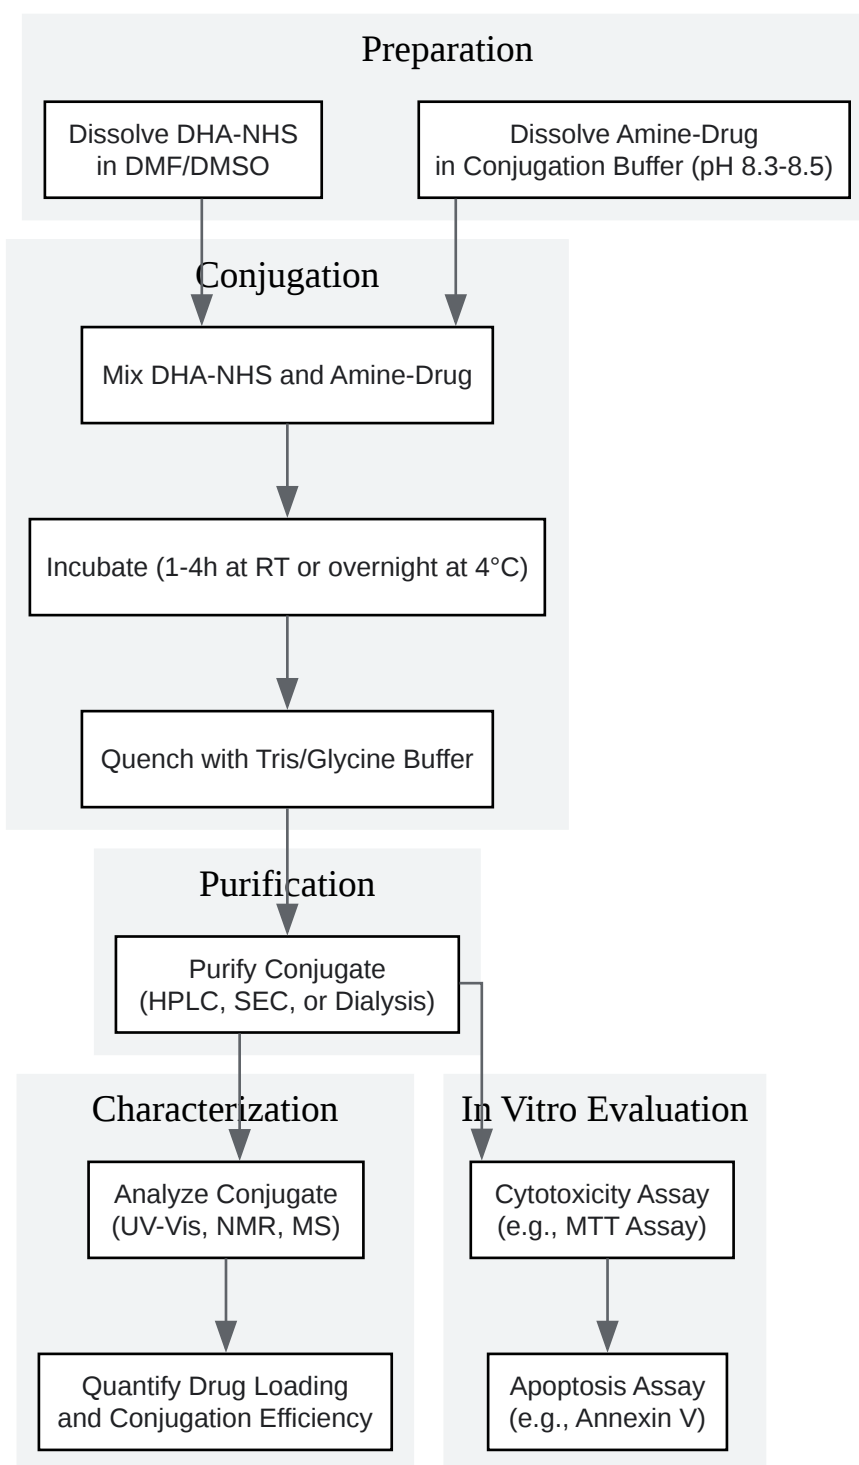 Preparation
Dissolve DHA-NHS
in DMF/DMSO
Dissolve Amine-Drug
in Conjugation Buffer (pH 8.3-8.5)
Conjugation
Mix DHA-NHS and Amine-Drug
Incubate (1-4h at RT or overnight at 4°C)
Quench with Tris/Glycine Buffer
Purification
Purify Conjugate
(HPLC, SEC, or Dialysis)
Characterization
Analyze Conjugate
(UV-Vis, NMR, MS)
Quantify Drug Loading
and Conjugation Efficiency
In Vitro Evaluation
Cytotoxicity Assay
(e.g., MTT Assay)
Apoptosis Assay
(e.g., Annexin V)